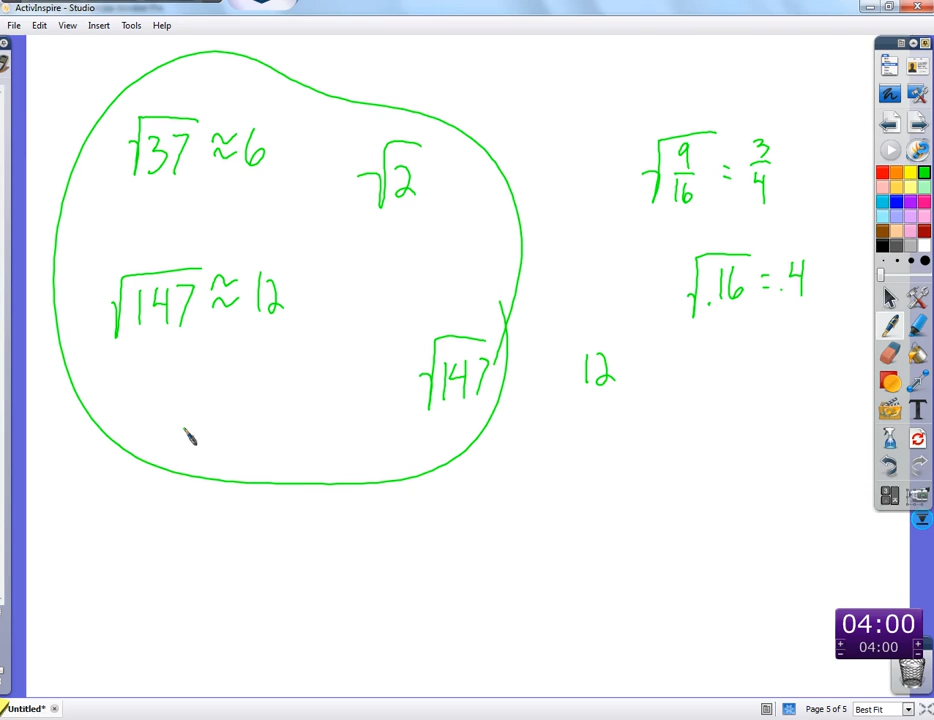 ActivInspire - Studio
File Edit View Insert Tools Help
√37 ≈ 6
√2
√(9/16) = 3/4
√147 ≈ 12
√.16 = .4
√147
12
04:00
04:00
Untitled*
Page 5 of 5
Best Fit